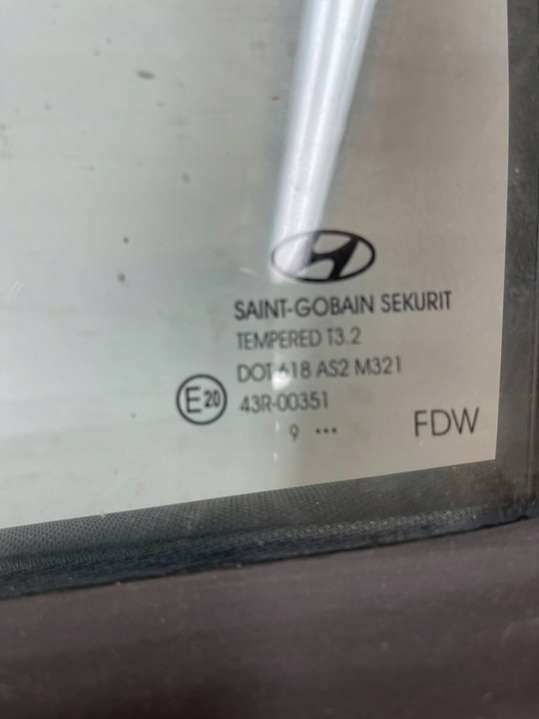 SAINT-GOBAIN SEKURIT
TEMPERED T3.2
DOT 618 AS2 M321
E20 43R-00351
9 ••• FDW